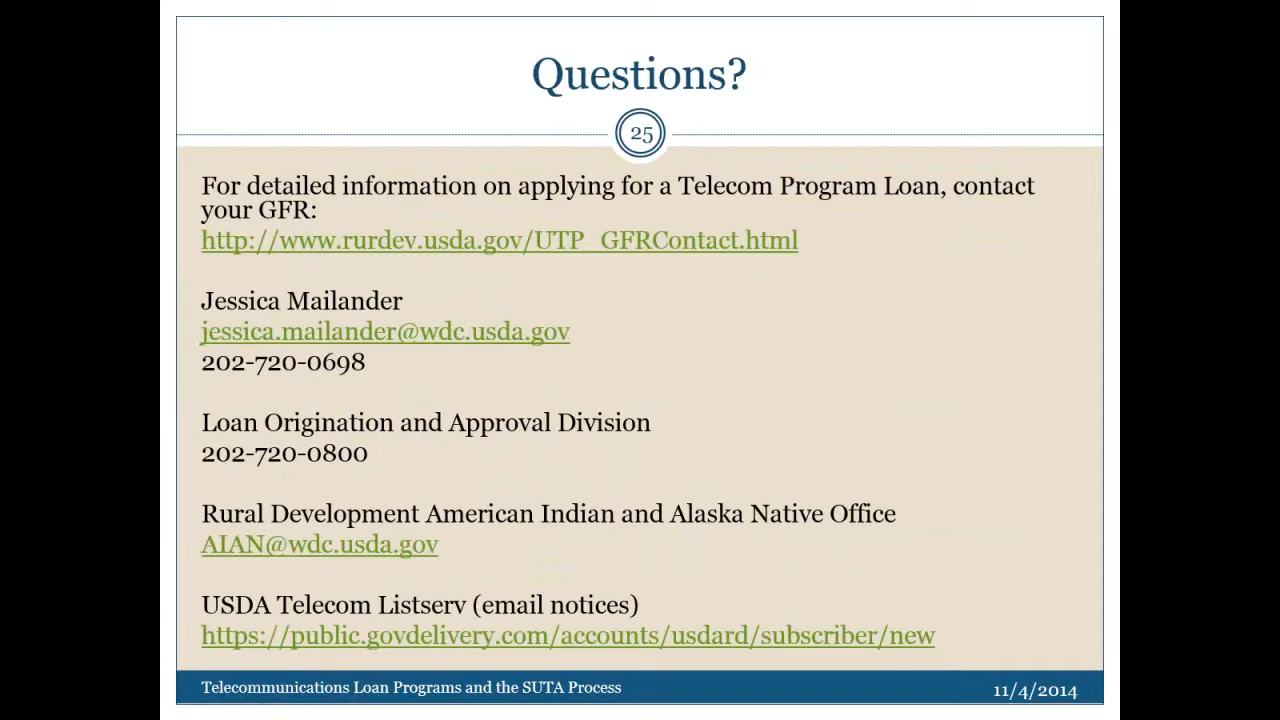 Questions?
25
For detailed information on applying for a Telecom Program Loan, contact
your GFR:
http://www.rurdev.usda.gov/UTP_GFRContact.html
Jessica Mailander
jessica.mailander@wdc.usda.gov
202-720-0698
Loan Origination and Approval Division
202-720-0800
Rural Development American Indian and Alaska Native Office
AIAN@wdc.usda.gov
USDA Telecom Listserv (email notices)
https://public.govdelivery.com/accounts/usdard/subscriber/new
Telecommunications Loan Programs and the SUTA Process
11/4/2014